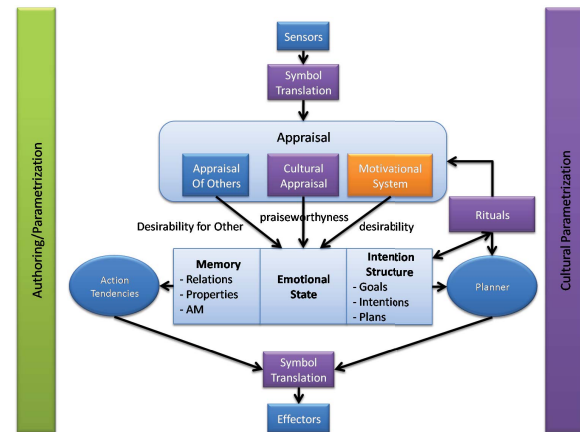 Sensors
Symbol
Translation
Appraisal
Appraisal
Of Others
Cultural
Appraisal
Motivational
System
Desirability for Other
praiseworthyness
desirability
Rituals
Authoring/Parametrization
Cultural Parametrization
Action
Tendencies
Memory
- Relations
- Properties
- AM
Emotional
State
Intention
Structure
- Goals
- Intentions
- Plans
Planner
Symbol
Translation
Effectors